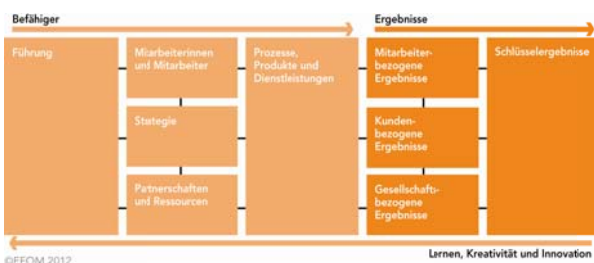 Befähiger
Ergebnisse
Führung
Mitarbeiterinnen
und Mitarbeiter
Prozesse,
Produkte und
Dienstleistungen
Mitarbeiter-
bezogene
Ergebnisse
Schlüsselergebnisse
Strategie
Kunden-
bezogene
Ergebnisse
Partnerschaften
und Ressourcen
Gesellschafts-
bezogene
Ergebnisse
Lernen, Kreativität und Innovation
©EFQM 2012